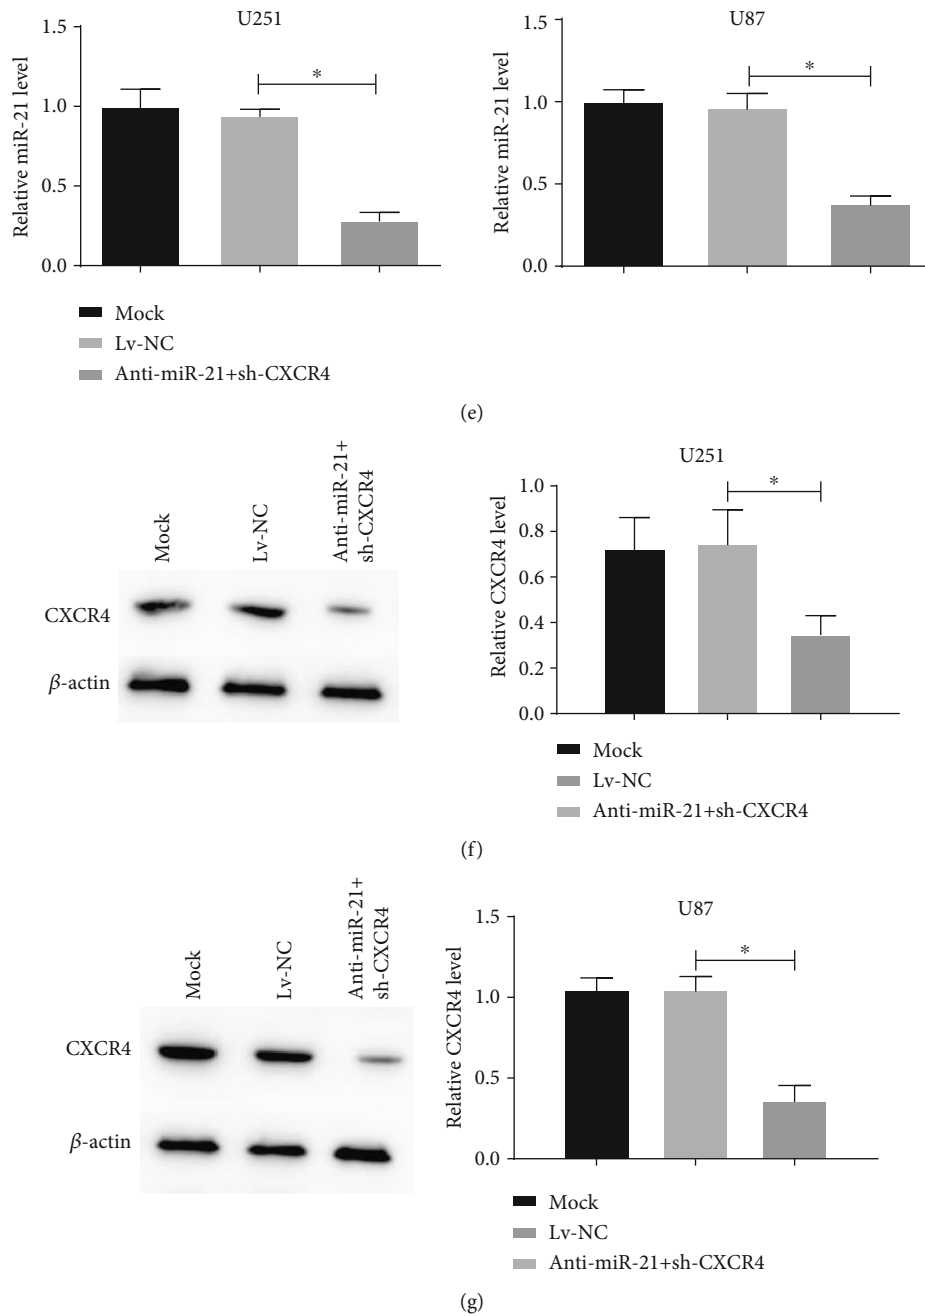 U251
Relative miR-21 level
1.5
1.0
0.5
0.0
*
Mock
Lv-NC
Anti-miR-21+sh-CXCR4
U87
Relative miR-21 level
1.5
1.0
0.5
0.0
*
(e)
Mock
Lv-NC
Anti-miR-21+
sh-CXCR4
CXCR4
β-actin
U251
Relative CXCR4 level
1.0
0.8
0.6
0.4
0.2
0.0
*
Mock
Lv-NC
Anti-miR-21+sh-CXCR4
(f)
Mock
Lv-NC
Anti-miR-21+
sh-CXCR4
CXCR4
β-actin
U87
Relative CXCR4 level
1.5
1.0
0.5
0.0
*
Mock
Lv-NC
Anti-miR-21+sh-CXCR4
(g)